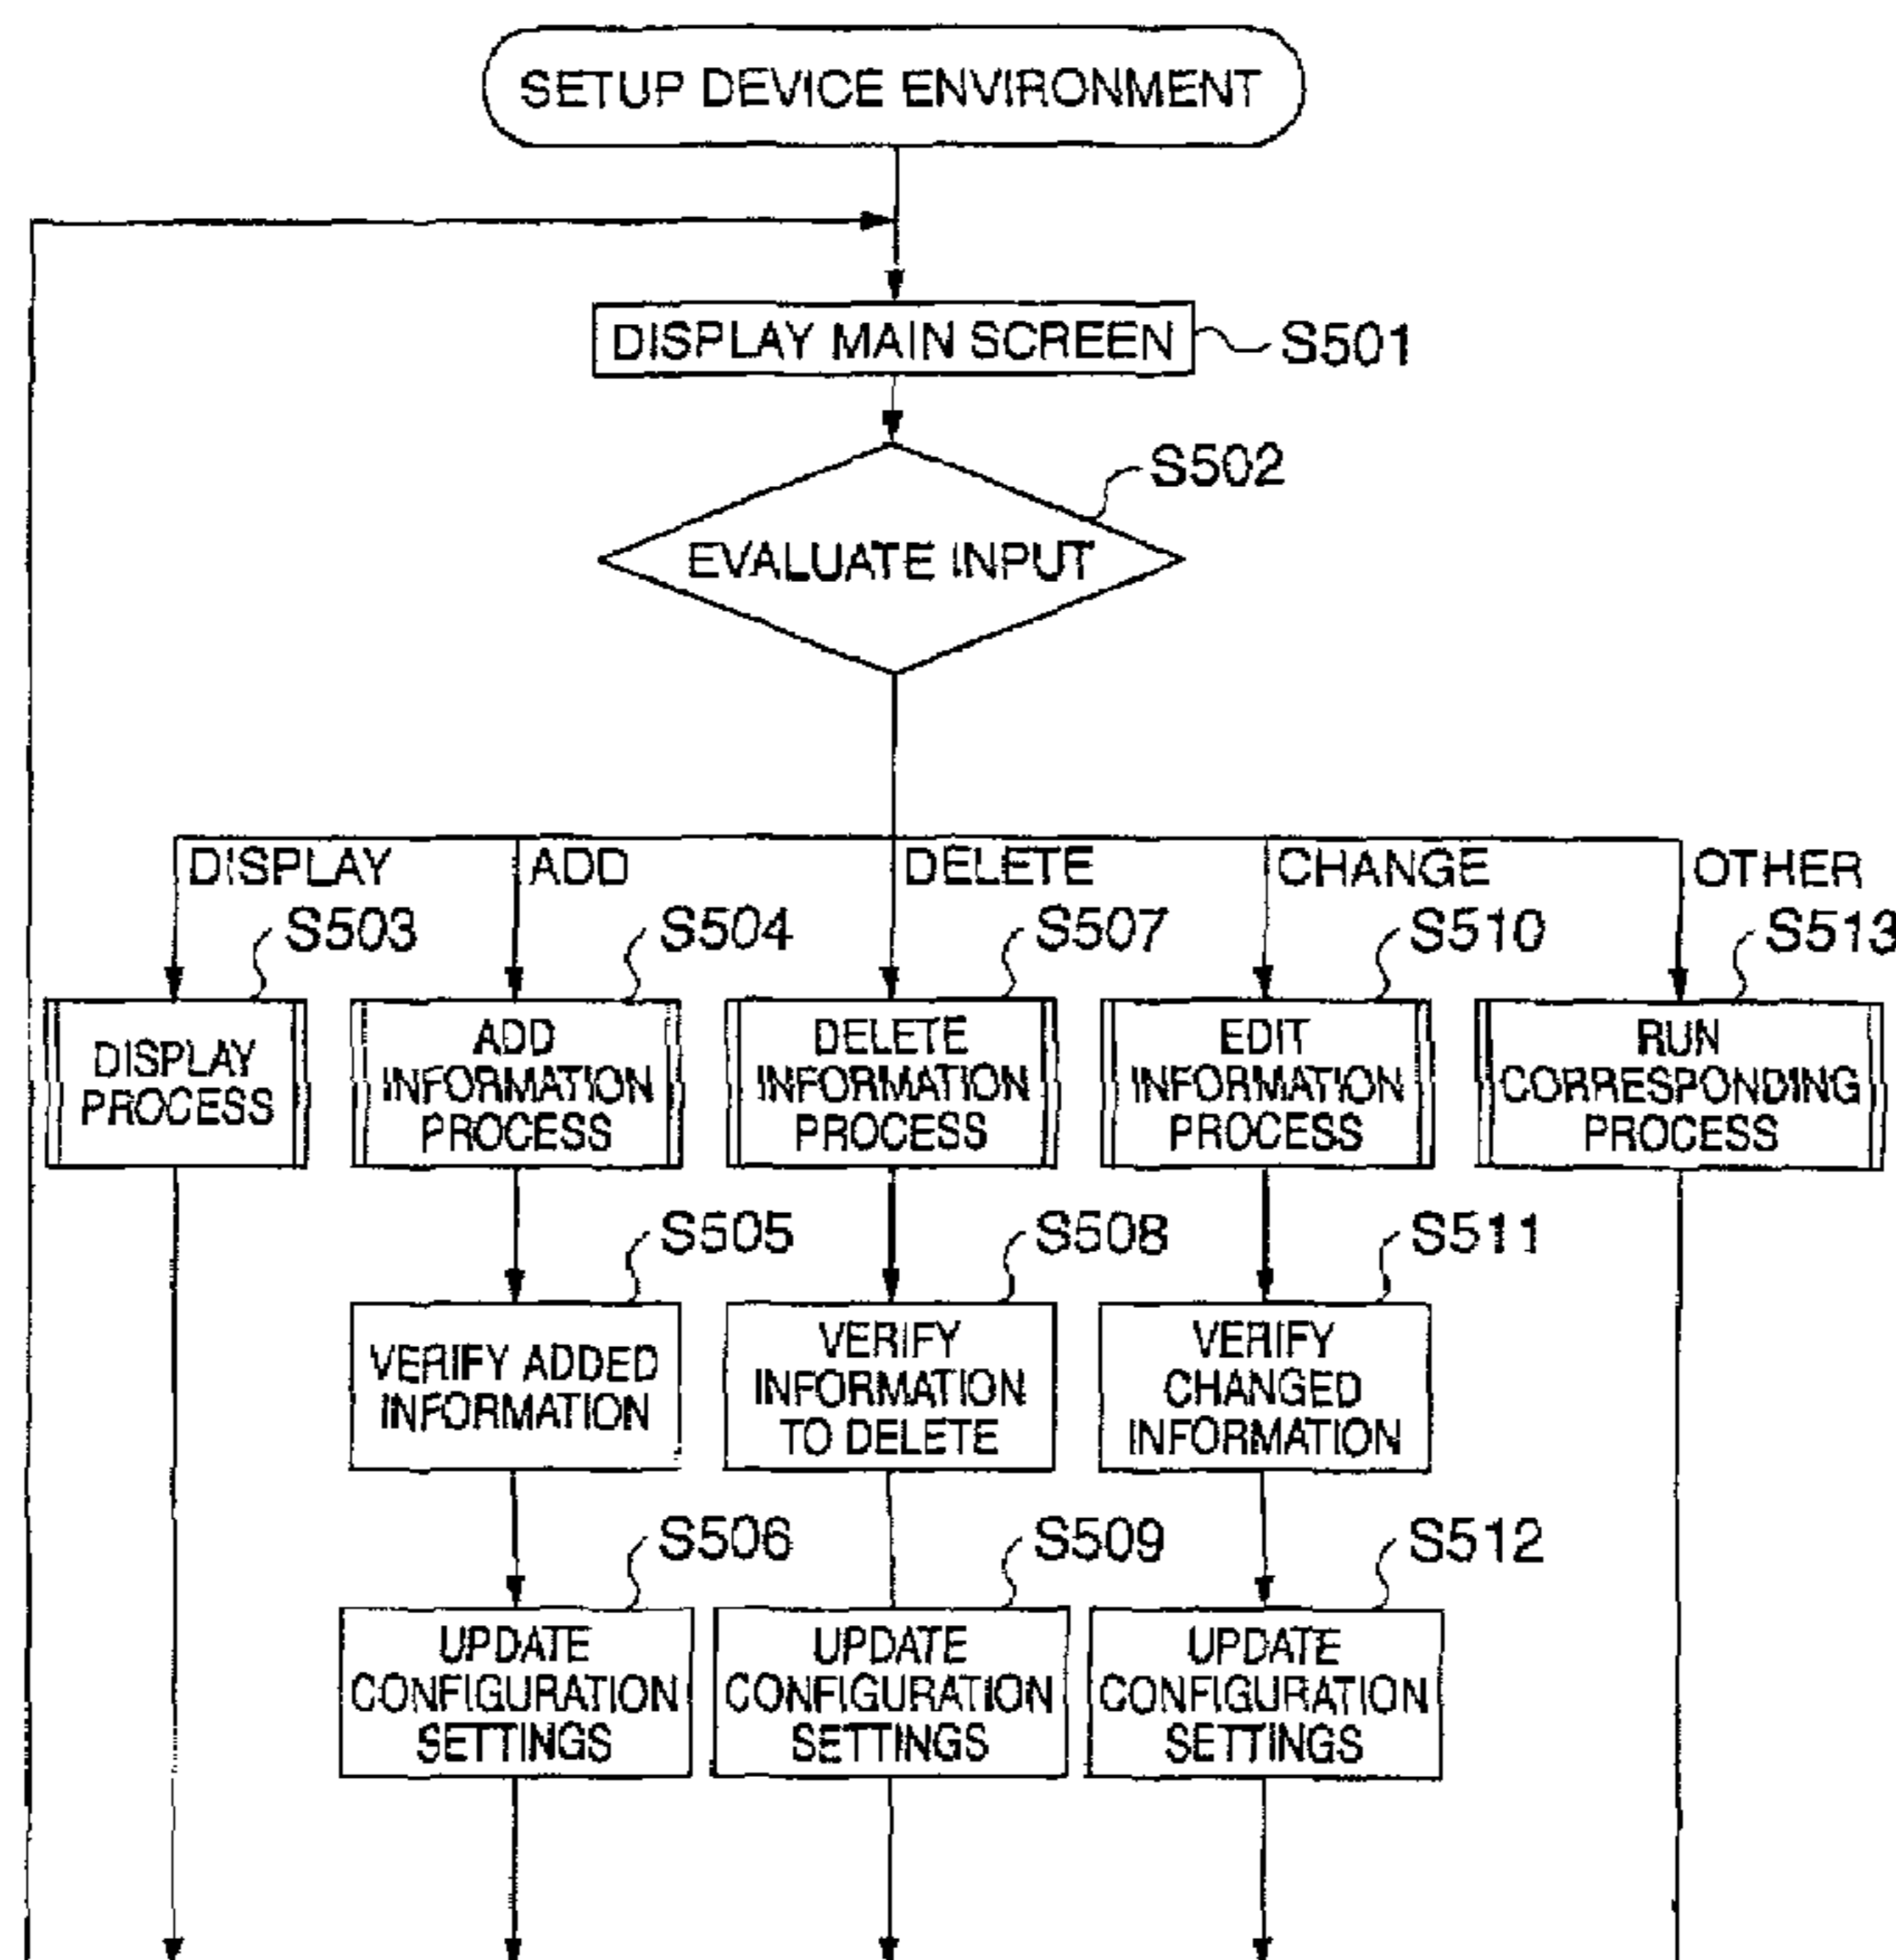 SETUP DEVICE ENVIRONMENT
DISPLAY MAIN SCREEN
S501
S502
EVALUATE INPUT
DISPLAY
ADD
DELETE
CHANGE
OTHER
S503
S504
S507
S510
S513
DISPLAY
PROCESS
ADD
INFORMATION
PROCESS
DELETE
INFORMATION
PROCESS
EDIT
INFORMATION
PROCESS
RUN
CORRESPONDING
PROCESS
S505
S508
S511
VERIFY ADDED
INFORMATION
VERIFY
INFORMATION
TO DELETE
VERIFY
CHANGED
INFORMATION
S506
S509
S512
UPDATE
CONFIGURATION
SETTINGS
UPDATE
CONFIGURATION
SETTINGS
UPDATE
CONFIGURATION
SETTINGS